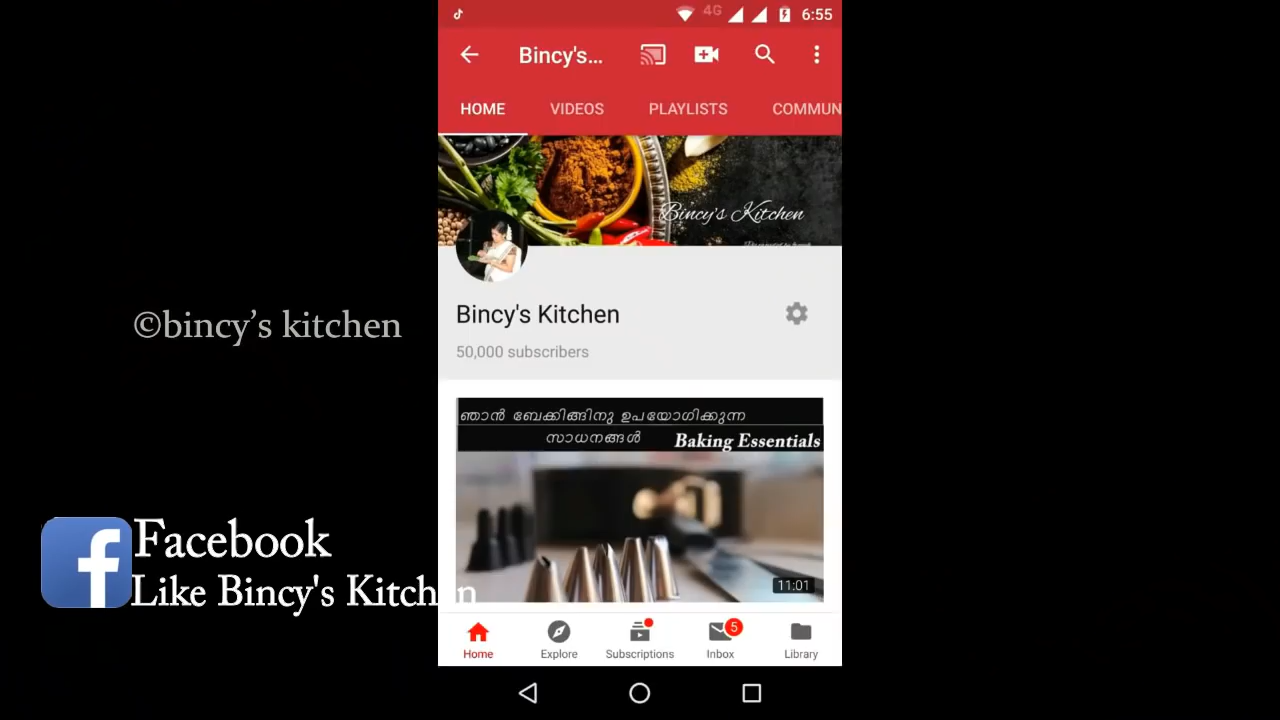 4G
6:55
Bincy's...
HOME VIDEOS PLAYLISTS COMMUN
Bincy's Kitchen
Bincy's Kitchen
50,000 subscribers
©bincy's kitchen
ഞാൻ ബേക്കിങ്ങിനു ഉപയോഗിക്കുന്ന
സാധനങ്ങൾ Baking Essentials
11:01
Facebook
Like Bincy's Kitchen
5
Home Explore Subscriptions Inbox Library